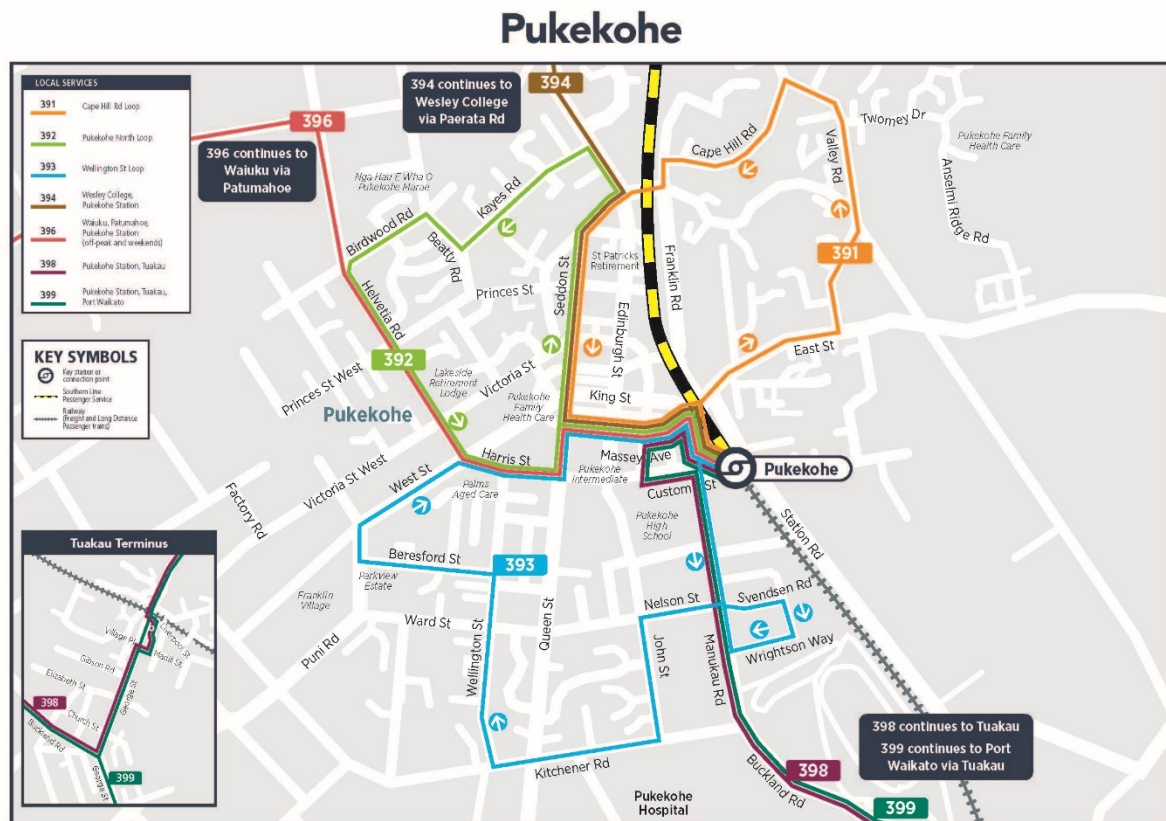 Pukekohe
LOCAL SERVICES
391 Cape Hill Rd Loop
392 Pukekohe North Loop
393 Wellington St Loop
394 Wesley College,
Pukekohe Station
396 Waiuku, Patumahoe,
Pukekohe Station
(off-peak and weekends)
398 Pukekohe Station, Tuakau
399 Pukekohe Station, Tuakau,
Port Waikato
KEY SYMBOLS
Key station or
connection point
Southern Line
Passenger Service
Railway
(Freight and Long Distance
Passenger trains)
396
396 continues to
Waiuku via
Patumahoe
394 continues to
Wesley College
via Paerata Rd
394
Cape Hill Rd
Valley Rd
Twomey Dr
Pukekohe Family
Health Care
Anselmi Ridge Rd
391
Nga Hau E Wha O
Pukekohe Marae
Kayes Rd
Birdwood Rd
Beatty Rd
Princes St
Seddon St
St Patricks
Retirement
Franklin Rd
Edinburgh St
Helvetia Rd
392
East St
Princes St West
Lakeside
Retirement
Lodge
Victoria St
Pukekohe
Family
Health Care
King St
Pukekohe
Harris St
Massey Ave
Pukekohe
Victoria St West
West St
Palms
Aged Care
Pukekohe
Intermediate
Custom St
Factory Rd
Pukekohe
High
School
Station Rd
Beresford St
393
Parkview
Estate
Franklin
Village
Svendsen Rd
Nelson St
Ward St
Queen St
Puni Rd
Wellington St
John St
Manukau Rd
Wrightson Way
Kitchener Rd
Buckland Rd
398
399
398 continues to Tuakau
399 continues to Port
Waikato via Tuakau
Pukekohe
Hospital
Tuakau Terminus
Village Pl
Liverpool St
Madill St
Gibson Rd
Elizabeth St
George St
398
Church St
Buckland Rd
399
George St